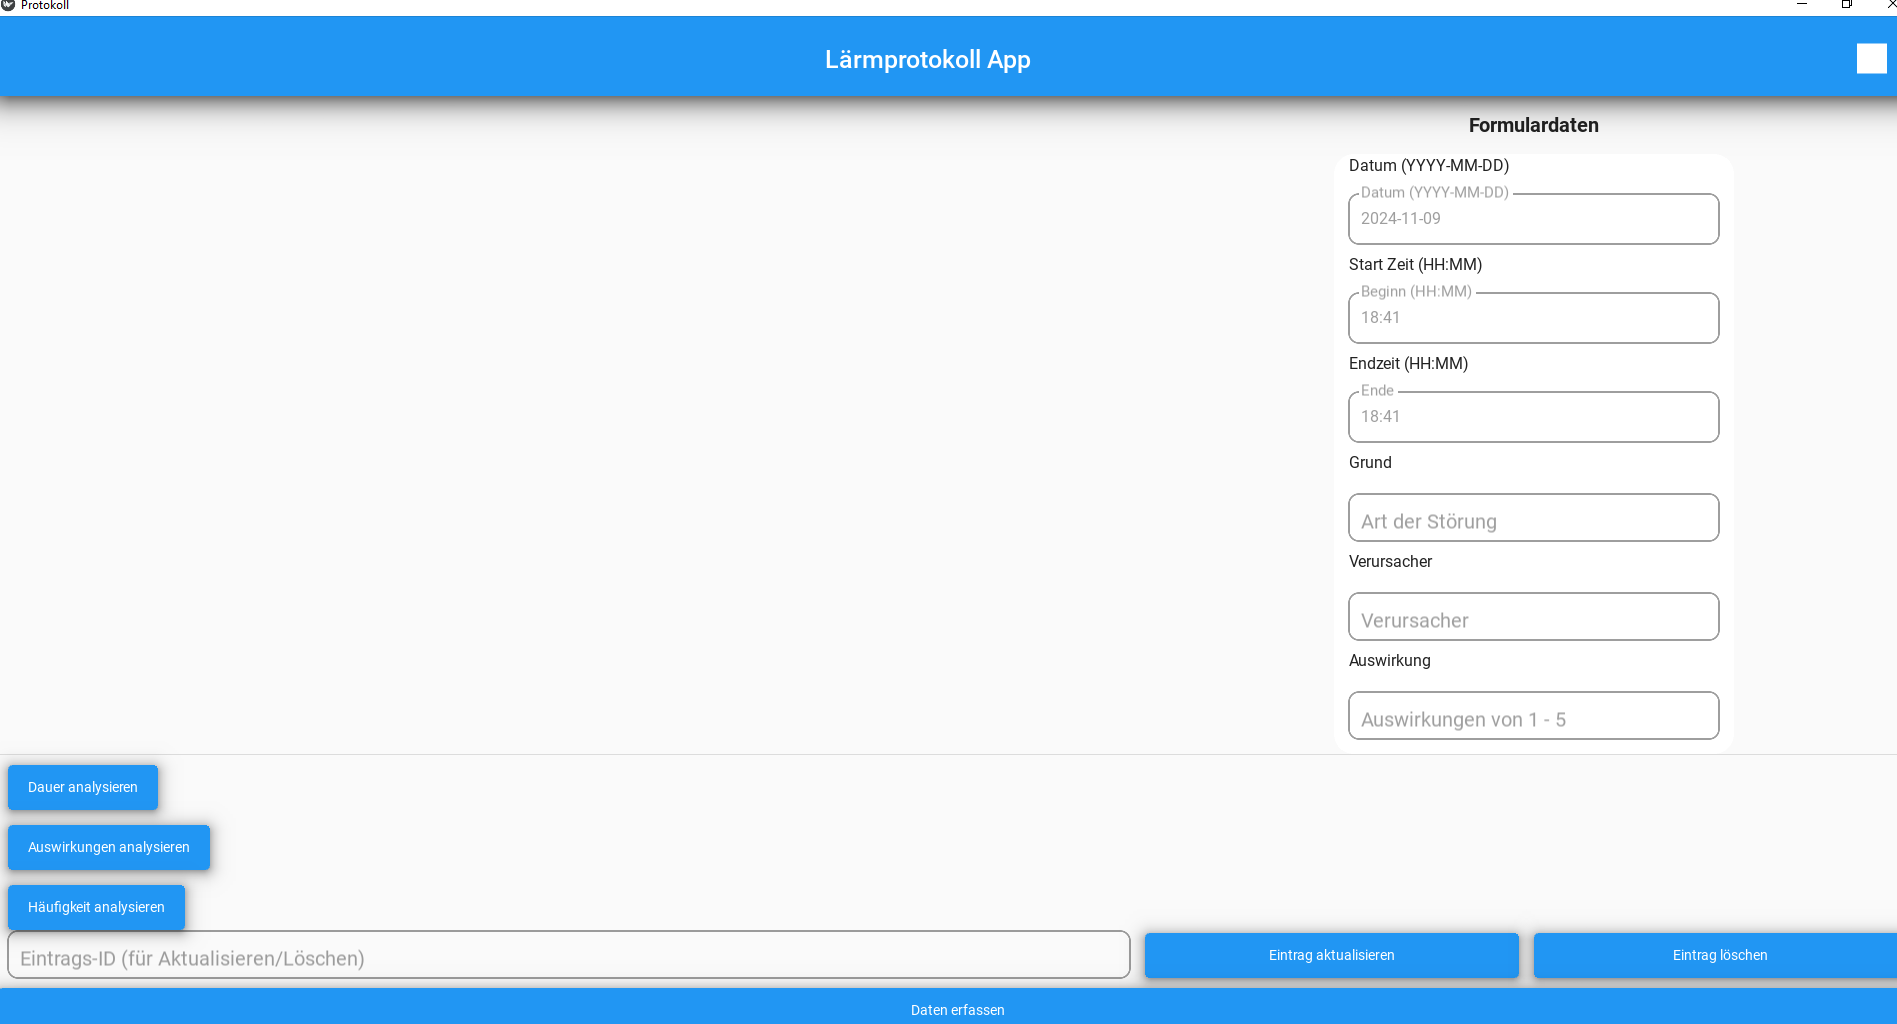 Protokoll
Lärmprotokoll App
Formulardaten
Datum (YYYY-MM-DD)
Datum (YYYY-MM-DD)
2024-11-09
Start Zeit (HH:MM)
Beginn (HH:MM)
18:41
Endzeit (HH:MM)
Ende
18:41
Grund
Art der Störung
Verursacher
Verursacher
Auswirkung
Auswirkungen von 1 - 5
Dauer analysieren
Auswirkungen analysieren
Häufigkeit analysieren
Eintrags-ID (für Aktualisieren/Löschen)
Eintrag aktualisieren
Eintrag löschen
Daten erfassen